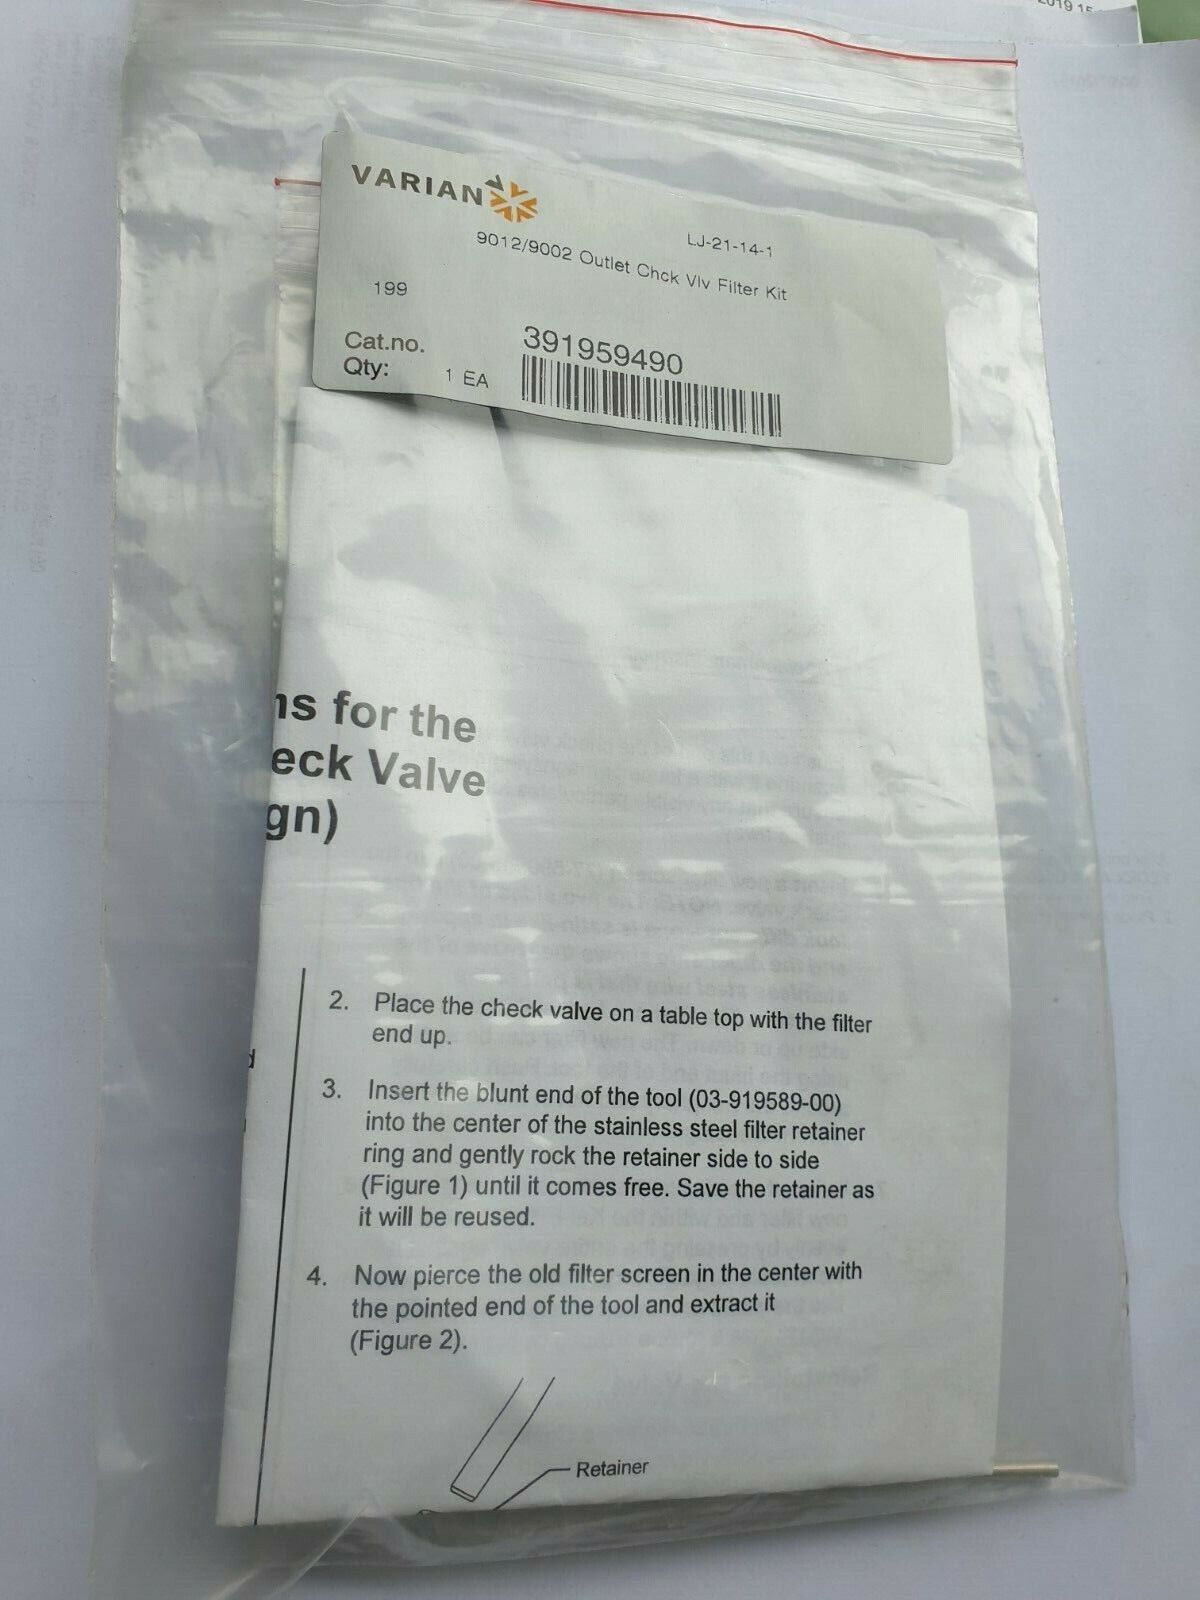 2019 15
VARIAN
LJ-21-14-1
9012/9002 Outlet Chck Vlv Filter Kit
199
Cat.no. 391959490
Qty: 1 EA
ns for the
eck Valve
gn)
d
2. Place the check valve on a table top with the filter
end up.
3. Insert the blunt end of the tool (03-919589-00)
into the center of the stainless steel filter retainer
ring and gently rock the retainer side to side
(Figure 1) until it comes free. Save the retainer as
it will be reused.
4. Now pierce the old filter screen in the center with
the pointed end of the tool and extract it
(Figure 2).
Retainer